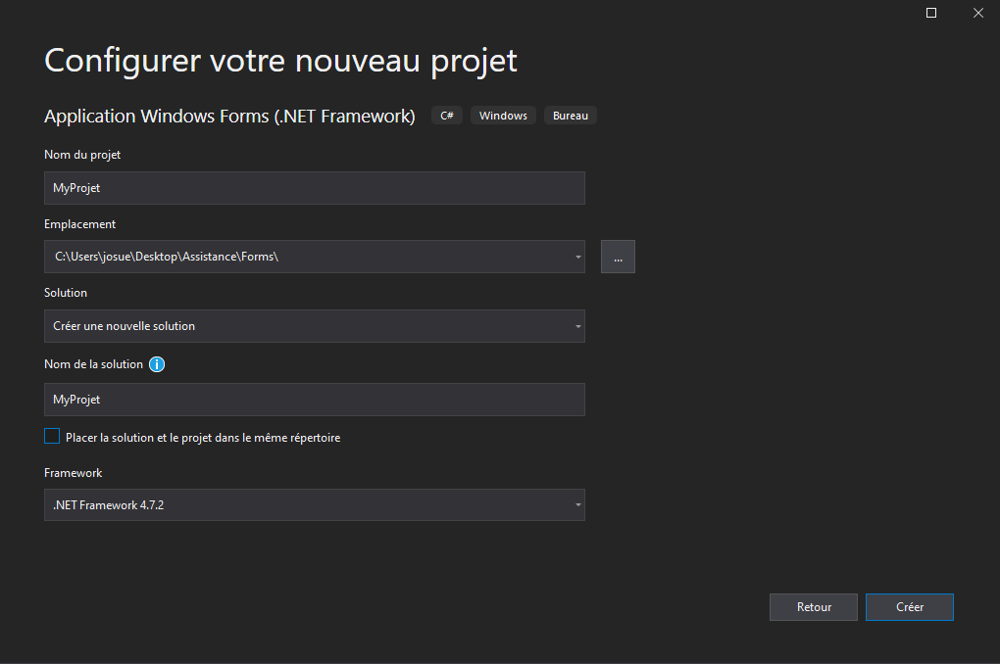 Configurer votre nouveau projet
Application Windows Forms (.NET Framework) C# Windows Bureau
Nom du projet
MyProjet
Emplacement
C:\Users\josue\Desktop\Assistance\Forms\
...
Solution
Créer une nouvelle solution
Nom de la solution
MyProjet
Placer la solution et le projet dans le même répertoire
Framework
.NET Framework 4.7.2
Retour Créer